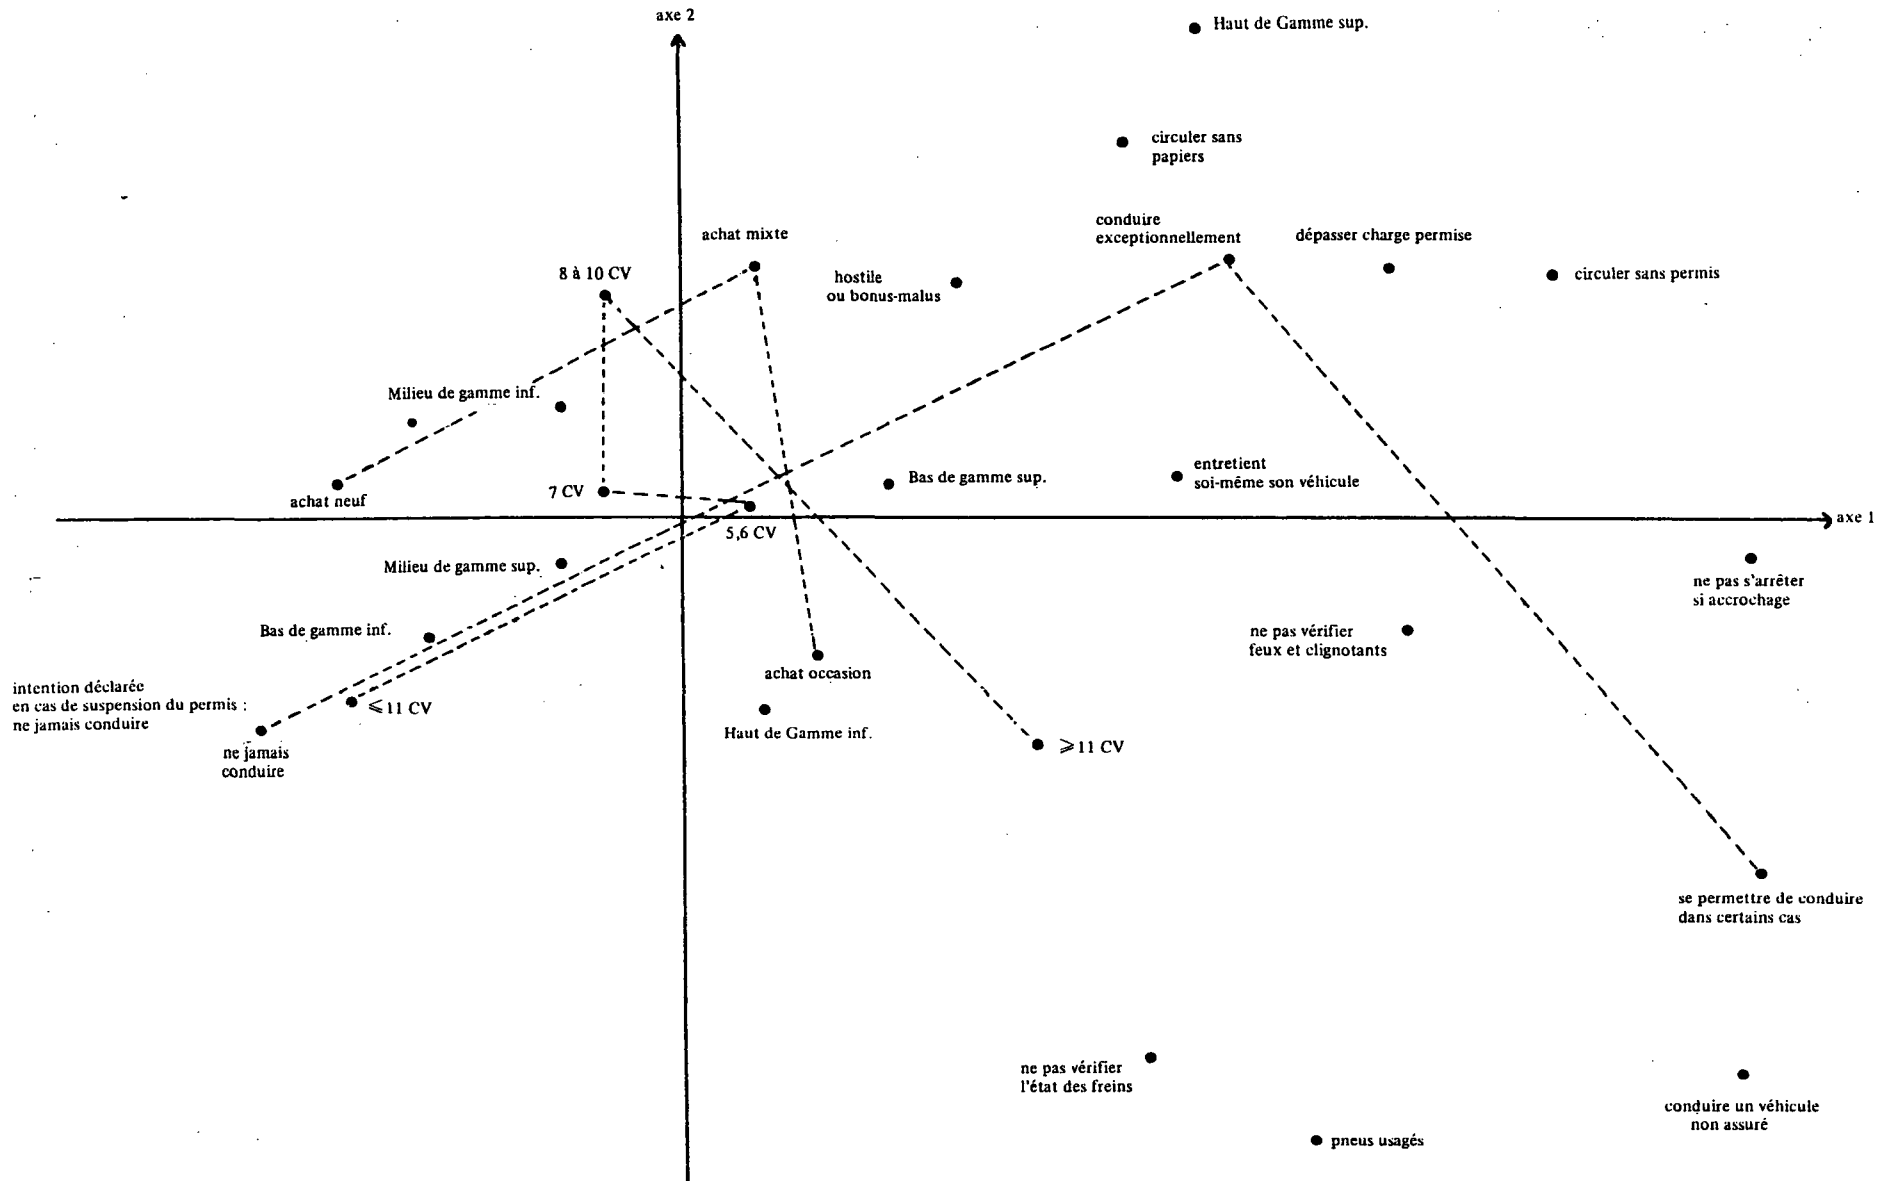 axe 2
Haut de Gamme sup.
circuler sans
papiers
conduire
exceptionnellement
achat mixte
dépasser charge permise
8 à 10 CV
hostile
ou bonus-malus
circuler sans permis
Milieu de gamme inf.
entretient
soi-même son véhicule
Bas de gamme sup.
7 CV
achat neuf
axe 1
5,6 CV
Milieu de gamme sup.
ne pas s'arrêter
si accrochage
Bas de gamme inf.
ne pas vérifier
feux et clignotants
achat occasion
intention déclarée
en cas de suspension du permis :
ne jamais conduire
⩽11 CV
Haut de Gamme inf.
⩾11 CV
ne jamais
conduire
se permettre de conduire
dans certains cas
ne pas vérifier
l'état des freins
conduire un véhicule
non assuré
pneus usagés